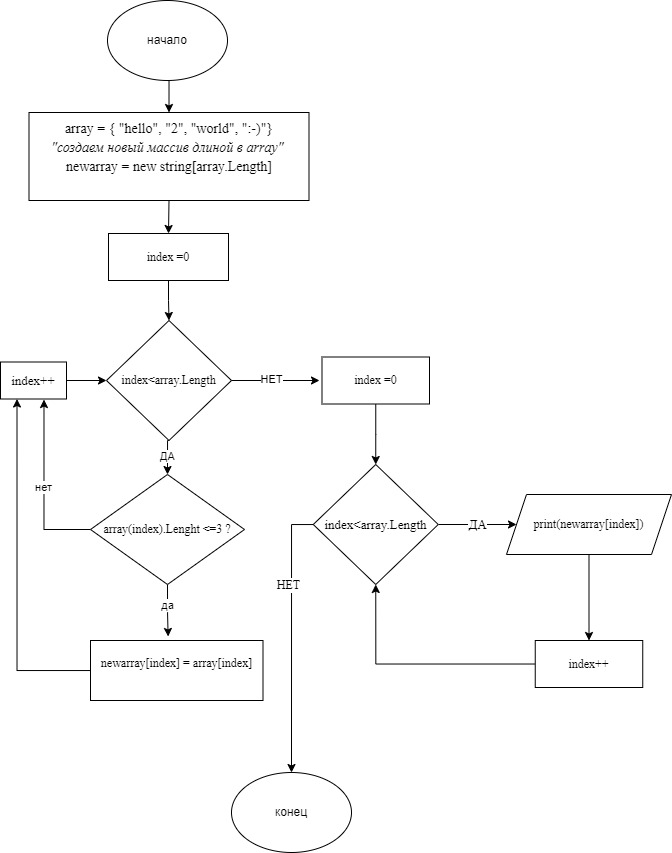 начало
array = { "hello", "2", "world", ":-)"}
"создаем новый массив длиной в array"
newarray = new string[array.Length]
index =0
index++
index<array.Length
НЕТ
index =0
ДА
нет
array(index).Lenght <=3 ?
index<array.Length
ДА
print(newarray[index])
НЕТ
да
newarray[index] = array[index]
index++
конец